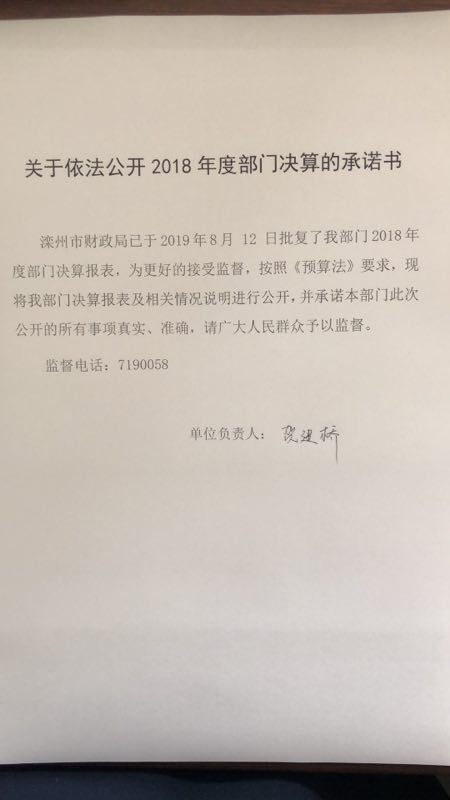 关于依法公开 2018 年度部门决算的承诺书
滦州市财政局已于 2019 年 8 月 12 日批复了我部门 2018 年
度部门决算报表，为更好的接受监督，按照《预算法》要求，现
将我部门决算报表及相关情况说明进行公开，并承诺本部门此次
公开的所有事项真实、准确，请广大人民群众予以监督。
监督电话：7190058
单位负责人：建桥